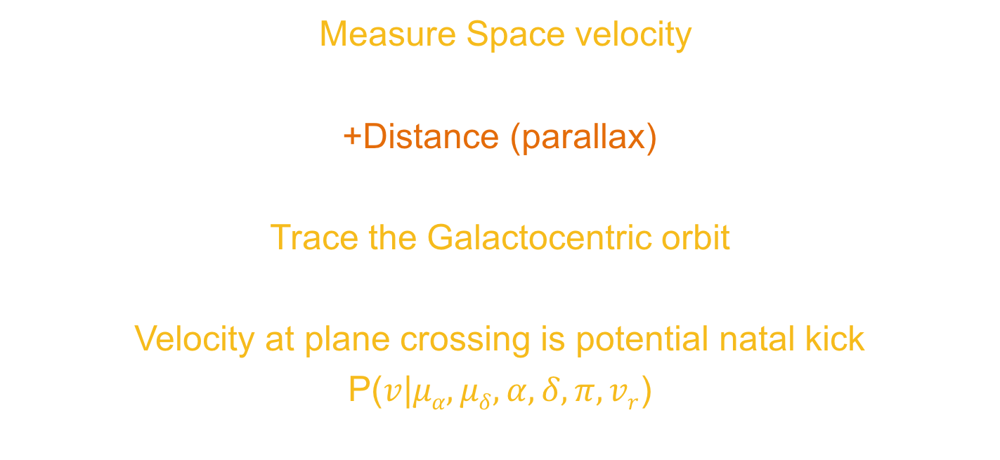 Measure Space velocity
+Distance (parallax)
Trace the Galactocentric orbit
Velocity at plane crossing is potential natal kick
P(𝑣|𝜇𝛼, 𝜇𝛿, 𝛼, 𝛿, 𝜋, 𝑣𝑟)